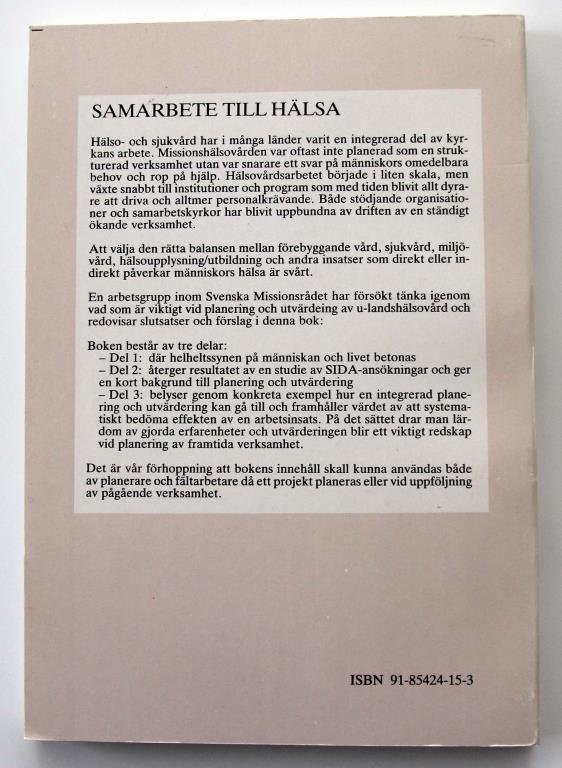 SAMARBETE TILL HÄLSA
Hälso- och sjukvård har i många länder varit en integrerad del av kyr-
kans arbete. Missionshälsovården var oftast inte planerad som en struk-
turerad verksamhet utan var snarare ett svar på människors omedelbara
behov och rop på hjälp. Hälsovårdsarbetet började i liten skala, men
växte snabbt till institutioner och program som med tiden blivit allt dyra-
re att driva och alltmer personalkrävande. Både stödjande organisatio-
ner och samarbetskyrkor har blivit uppbundna av driften av en ständigt
ökande verksamhet.
Att välja den rätta balansen mellan förebyggande vård, sjukvård, miljö-
vård, hälsoupplysning/utbildning och andra insatser som direkt eller in-
direkt påverkar människors hälsa är svårt.
En arbetsgrupp inom Svenska Missionsrådet har försökt tänka igenom
vad som är viktigt vid planering och utvärdeing av u-landshälsovård och
redovisar slutsatser och förslag i denna bok:
Boken består av tre delar:
– Del 1: där helheltssynen på människan och livet betonas
– Del 2: återger resultatet av en studie av SIDA-ansökningar och ger
en kort bakgrund till planering och utvärdering
– Del 3: belyser genom konkreta exempel hur en integrerad plane-
ring och utvärdering kan gå till och framhåller värdet av att systema-
tiskt bedöma effekten av en arbetsinsats. På det sättet drar man lär-
dom av gjorda erfarenheter och utvärderingen blir ett viktigt redskap
vid planering av framtida verksamhet.
Det är vår förhoppning att bokens innehåll skall kunna användas både
av planerare och fältarbetare då ett projekt planeras eller vid uppföljning
av pågående verksamhet.
ISBN 91-85424-15-3